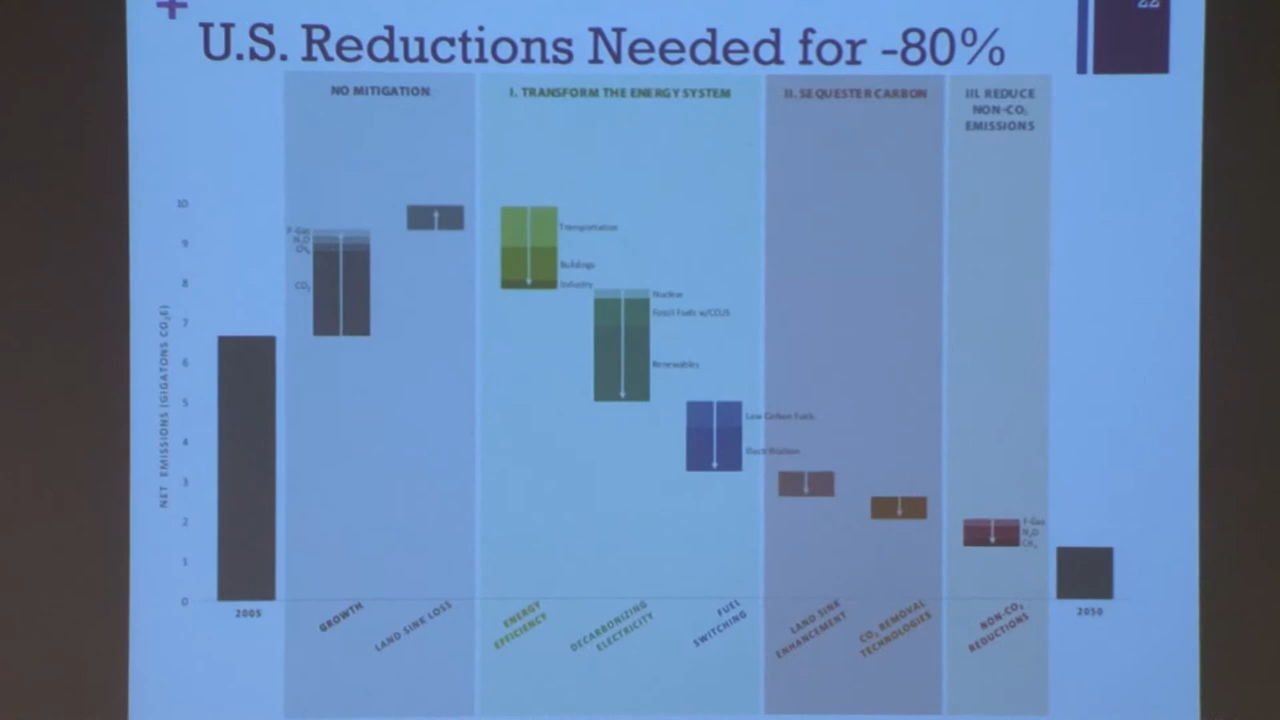 +
22
U.S. Reductions Needed for -80%
NO MITIGATION
I. TRANSFORM THE ENERGY SYSTEM
II. SEQUESTER CARBON
III. REDUCE
NON-CO₂
EMISSIONS
NET EMISSIONS (GIGATONS CO₂E)
10
9
8
7
6
5
4
3
2
1
0
F-Gas
N₂O
CH₄
CO₂
Transportation
Buildings
Industry
Nuclear
Fossil Fuels w/CCUS
Renewables
Low Carbon Fuels
Electrification
F-Gas
N₂O
CH₄
2005
GROWTH
LAND SINK LOSS
ENERGY
EFFICIENCY
DECARBONIZING
ELECTRICITY
FUEL
SWITCHING
LAND SINK
ENHANCEMENT
CO₂ REMOVAL
TECHNOLOGIES
NON-CO₂
REDUCTIONS
2050